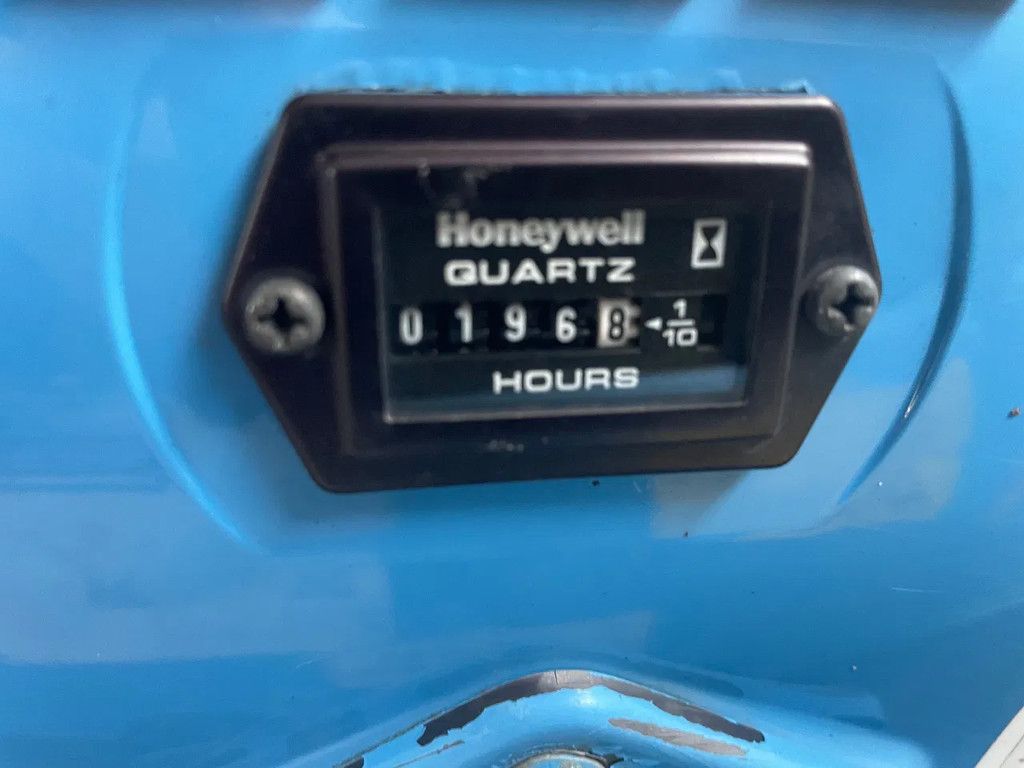 Honeywell
QUARTZ
0 1 9 6 8 ◄ 1/10
HOURS